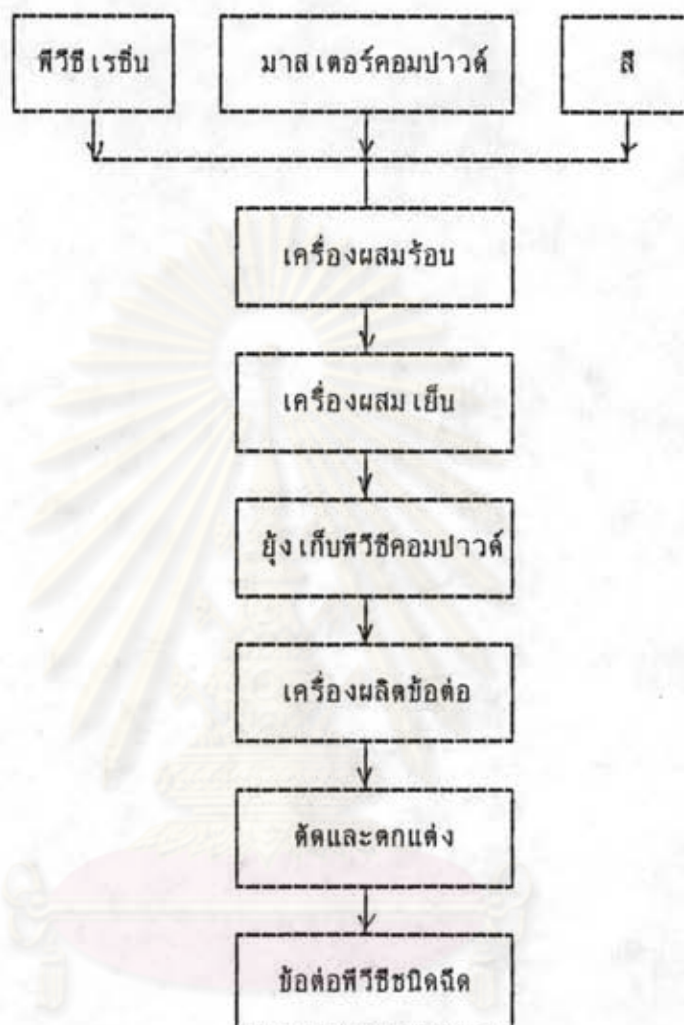 พีวีซีเรซิ่น
มาสเตอร์คอมปาวด์
สี
เครื่องผสมร้อน
เครื่องผสมเย็น
ยุ้งเก็บพีวีซีคอมปาวด์
เครื่องผลิตข้อต่อ
ตัดและตกแต่ง
ข้อต่อพีวีซีชนิดฉีด